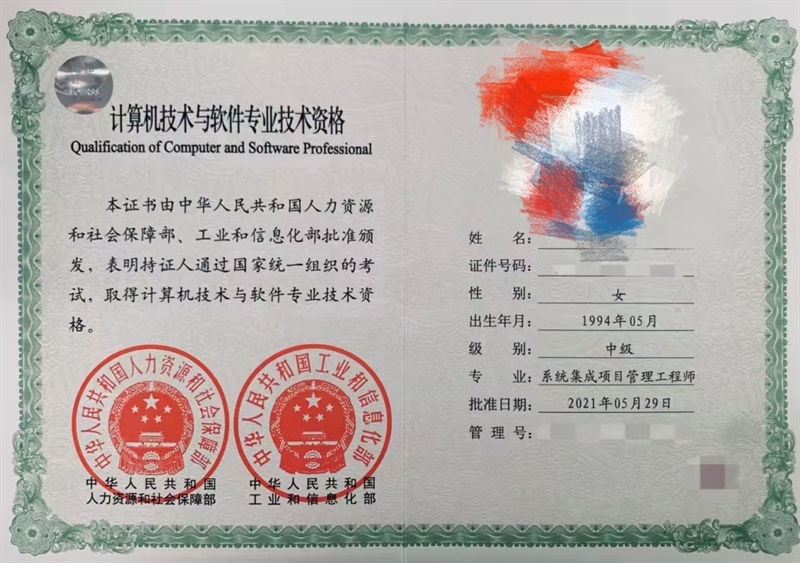 计算机技术与软件专业技术资格
Qualification of Computer and Software Professional
本证书由中华人民共和国人力资源
和社会保障部、工业和信息化部批准颁
发，表明持证人通过国家统一组织的考
试，取得计算机技术与软件专业技术资
格。
中华人民共和国人力资源和社会保障部
中华人民共和国工业和信息化部
中华人民共和国
人力资源和社会保障部
中华人民共和国
工业和信息化部
姓 名：
证件号码：
性 别： 女
出生年月： 1994年05月
级 别： 中级
专 业： 系统集成项目管理工程师
批准日期： 2021年05月29日
管 理 号：